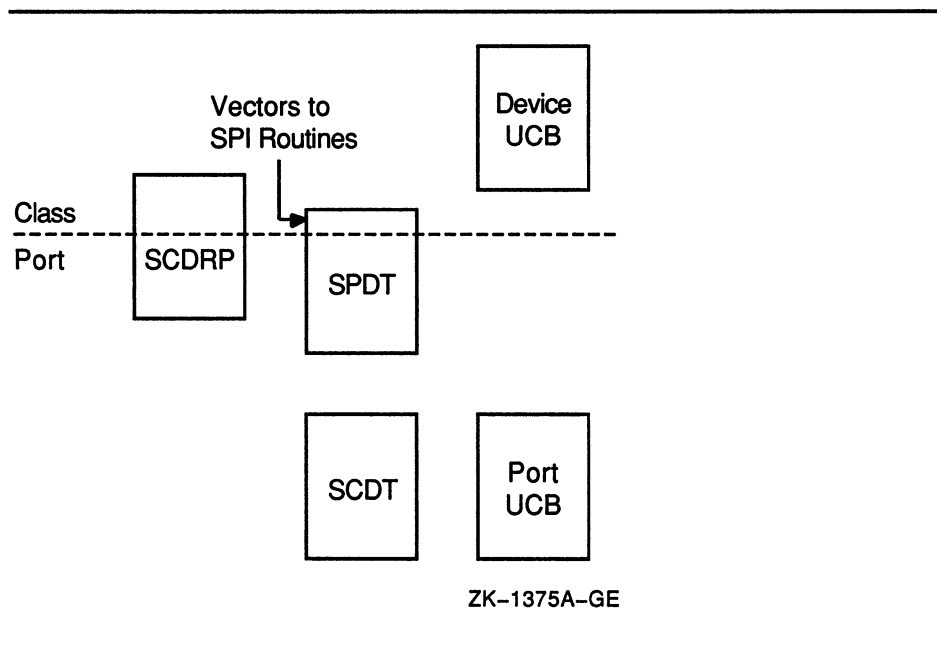 Device
UCB
Vectors to
SPI Routines
Class
Port
SCDRP
SPDT
SCDT
Port
UCB
ZK–1375A–GE